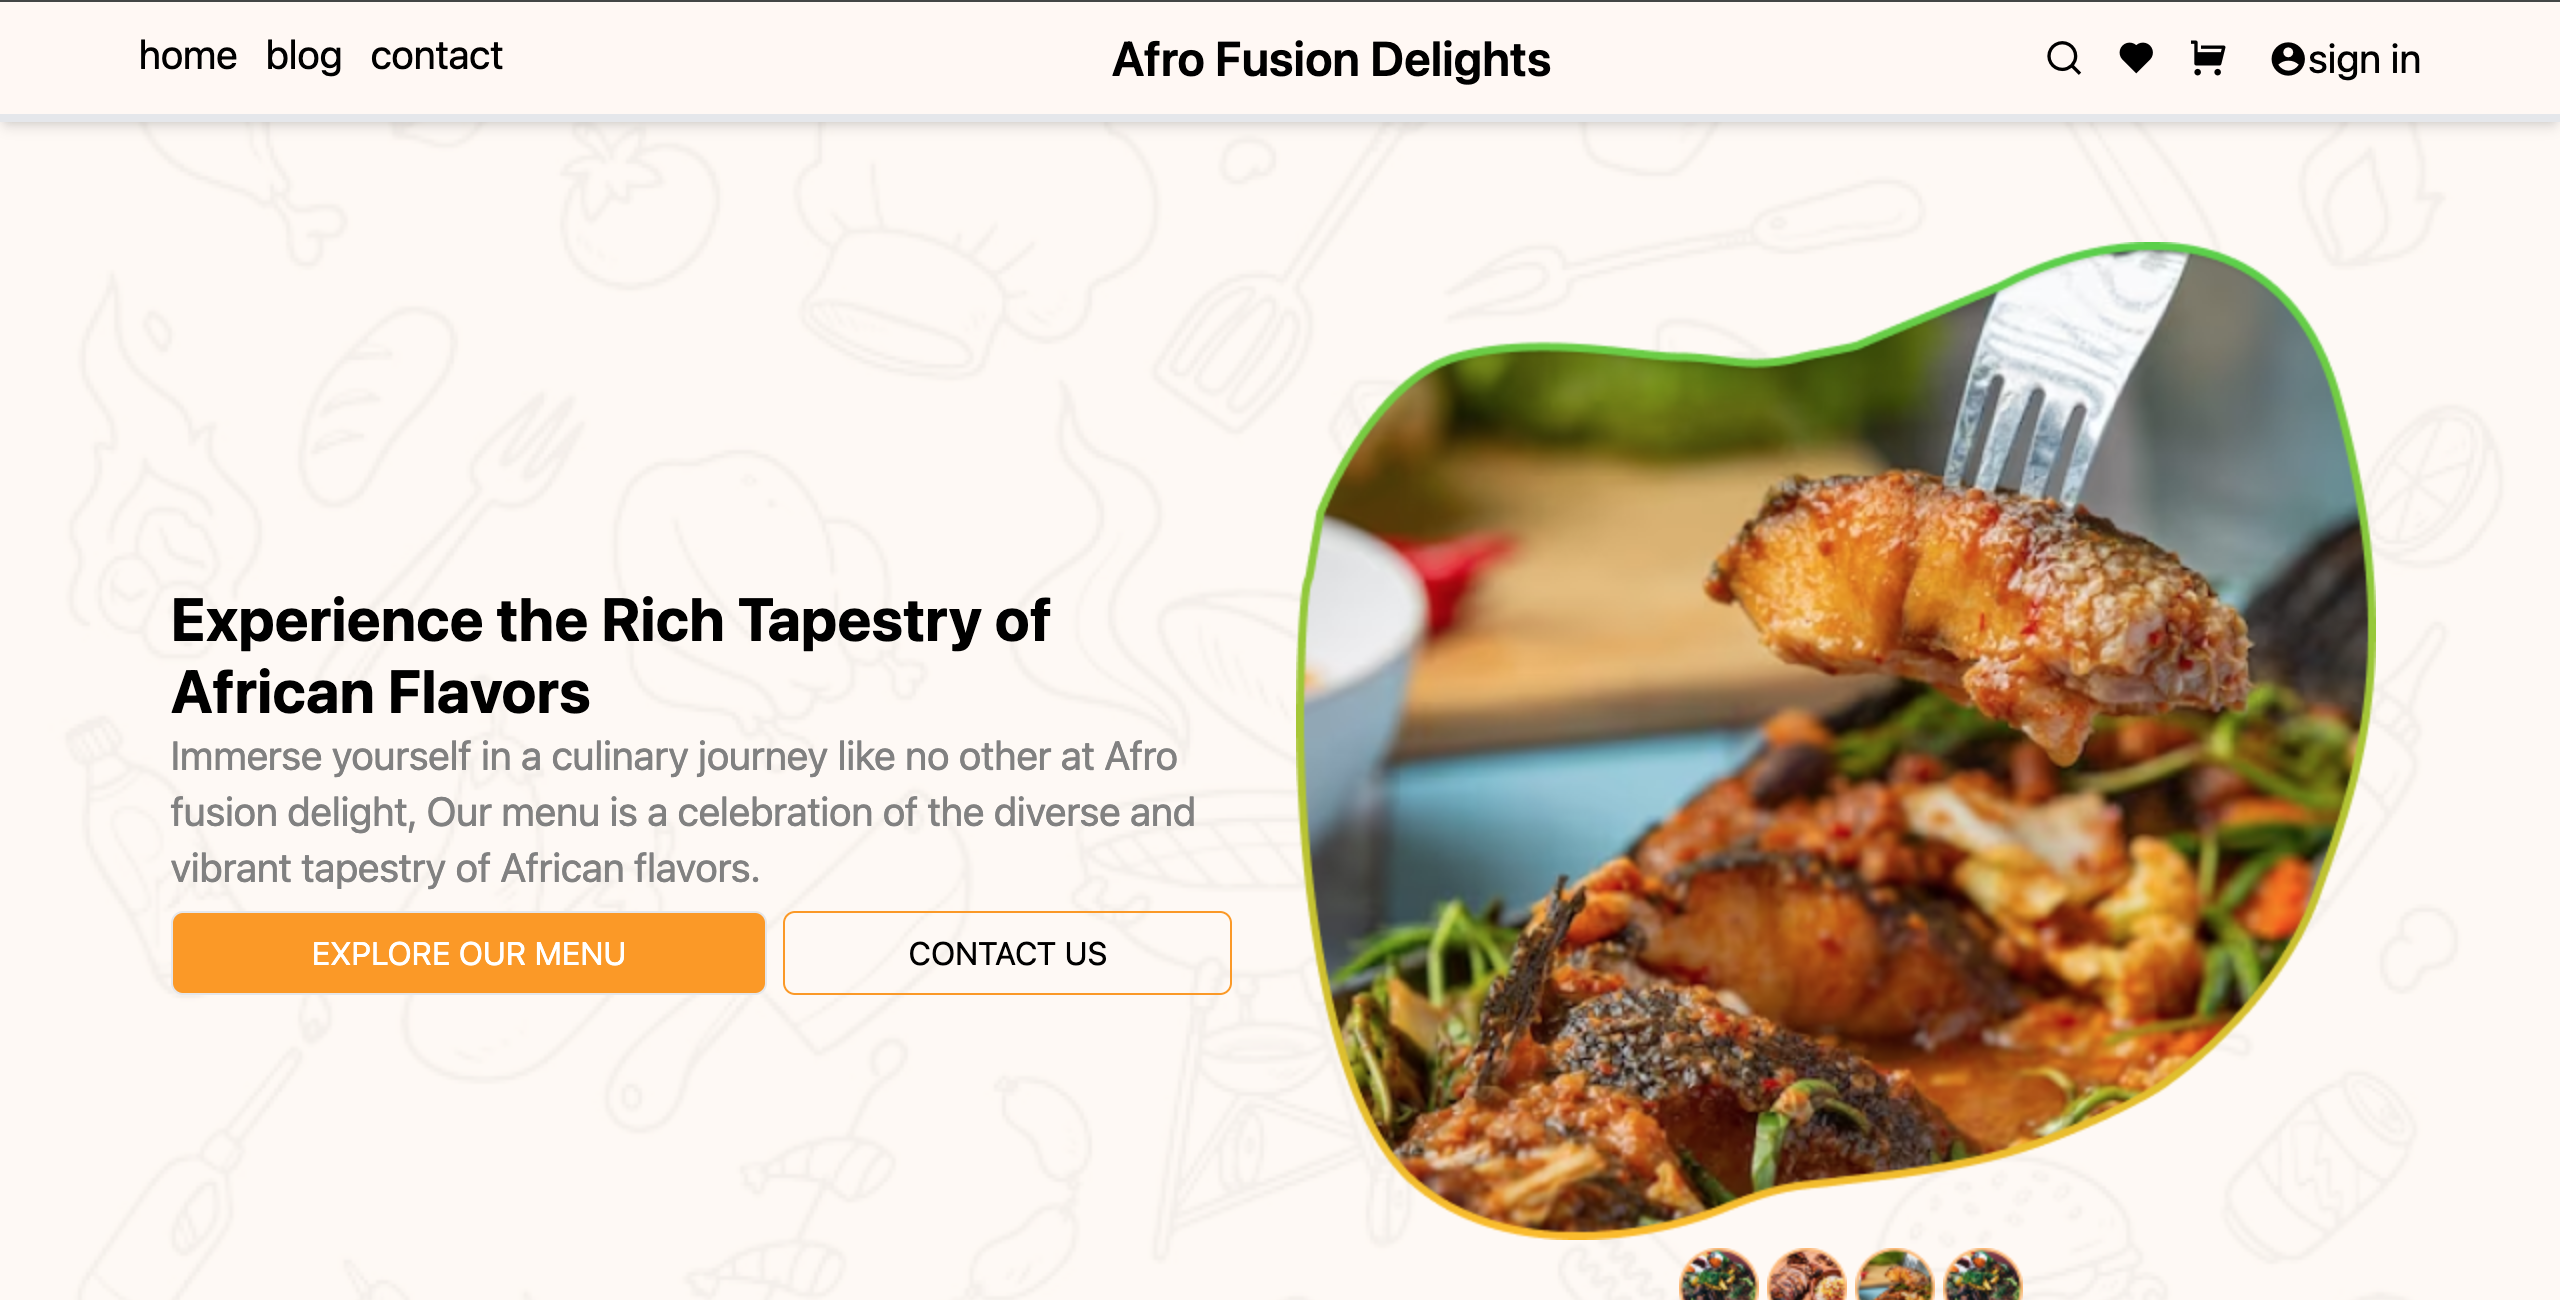 home blog contact
Afro Fusion Delights
sign in
Experience the Rich Tapestry of
African Flavors
Immerse yourself in a culinary journey like no other at Afro
fusion delight, Our menu is a celebration of the diverse and
vibrant tapestry of African flavors.
EXPLORE OUR MENU
CONTACT US